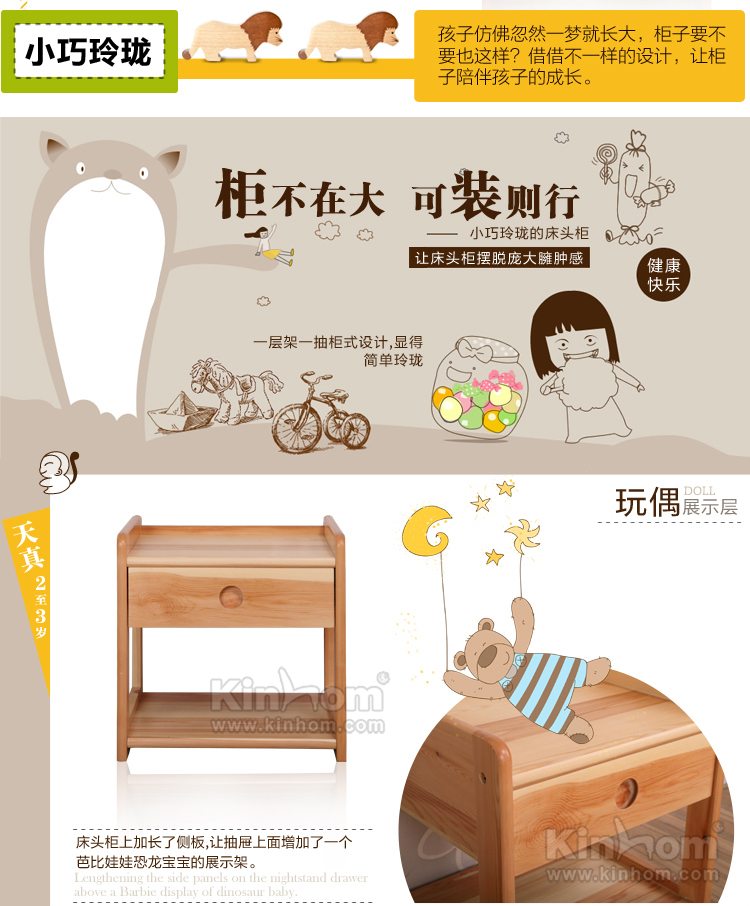 小巧玲珑
孩子仿佛忽然一梦就长大，柜子要不
要也这样？借借不一样的设计，让柜
子陪伴孩子的成长。
柜不在大 可装则行
—— 小巧玲珑的床头柜
让床头柜摆脱庞大臃肿感
健康
快乐
一层架一抽柜式设计,显得
简单玲珑
天真
2至3岁
玩偶
DOLL
展示层
Kinhom
www.kinhom.com
床头柜上加长了侧板,让抽屉上面增加了一个
芭比娃娃恐龙宝宝的展示架。
Lengthening the side panels on the nightstand drawer
above a Barbie display of dinosaur baby.
Kinhom
www.kinhom.com